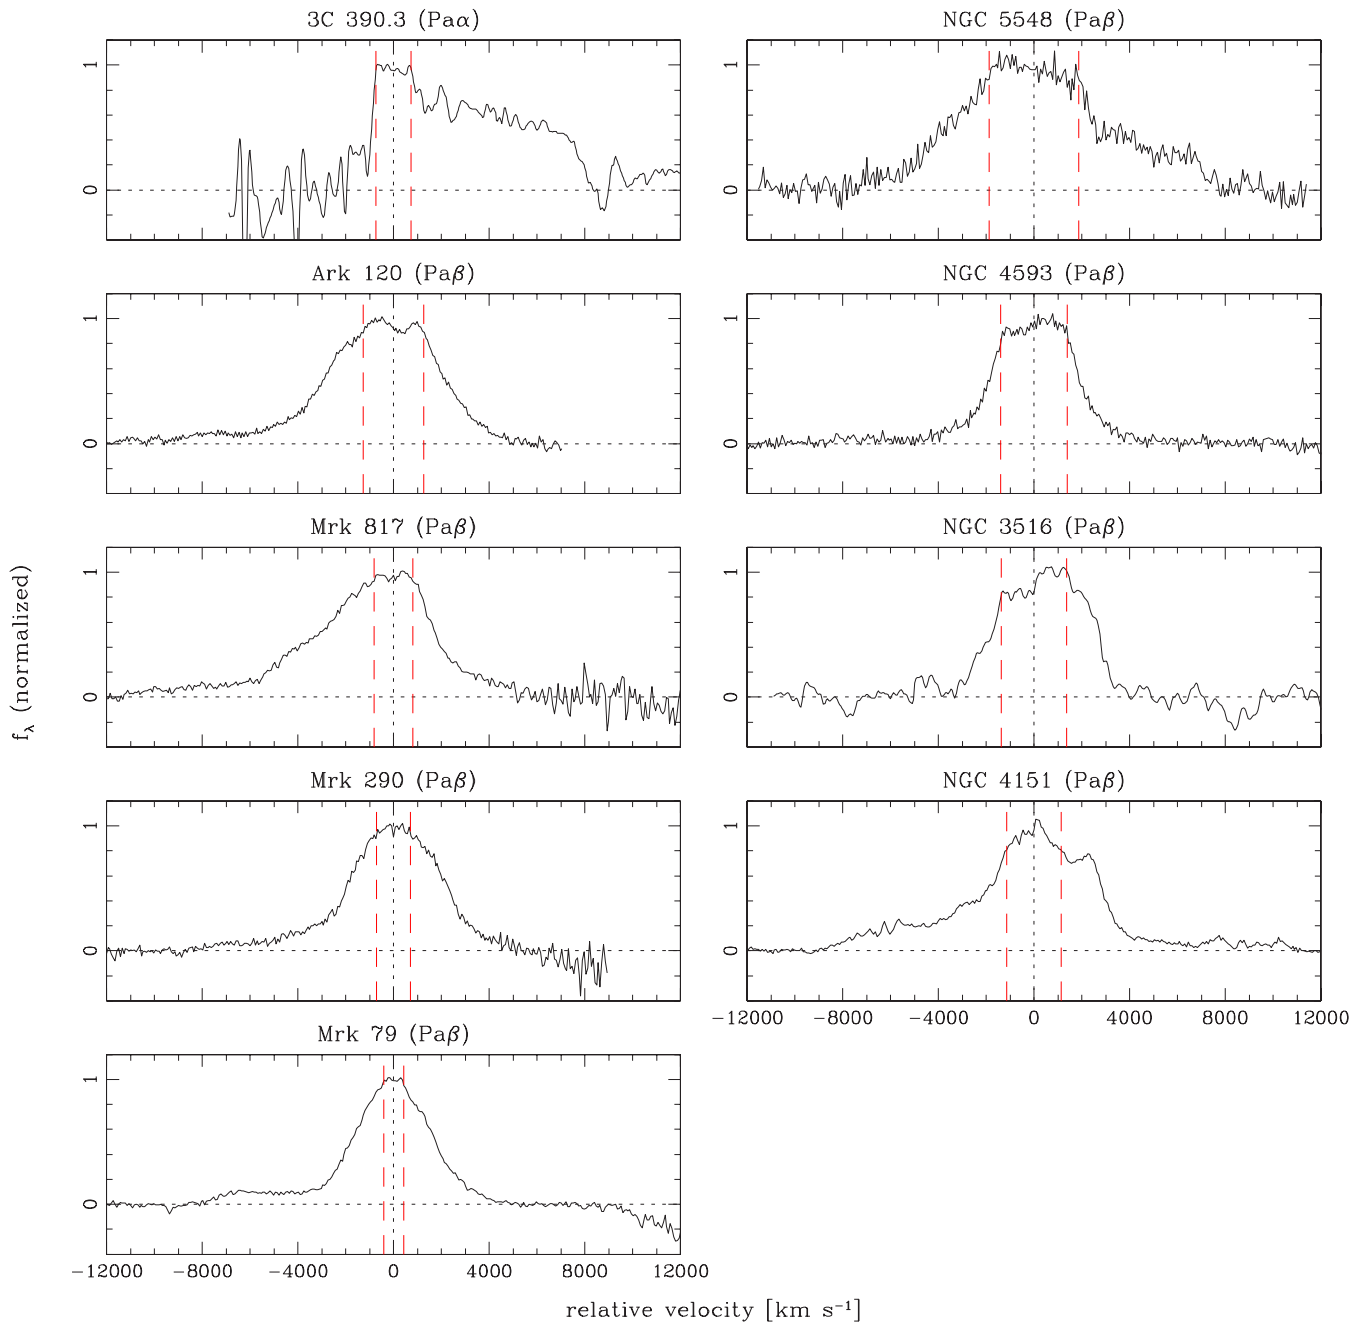 3C 390.3 (Paα)
NGC 5548 (Paβ)
1
0
1
0
Ark 120 (Paβ)
NGC 4593 (Paβ)
1
0
1
0
Mrk 817 (Paβ)
NGC 3516 (Paβ)
1
0
1
0
fλ (normalized)
Mrk 290 (Paβ)
NGC 4151 (Paβ)
1
0
1
0
−12000 −8000 −4000 0 4000 8000 12000
Mrk 79 (Paβ)
1
0
−12000 −8000 −4000 0 4000 8000 12000
relative velocity [km s⁻¹]